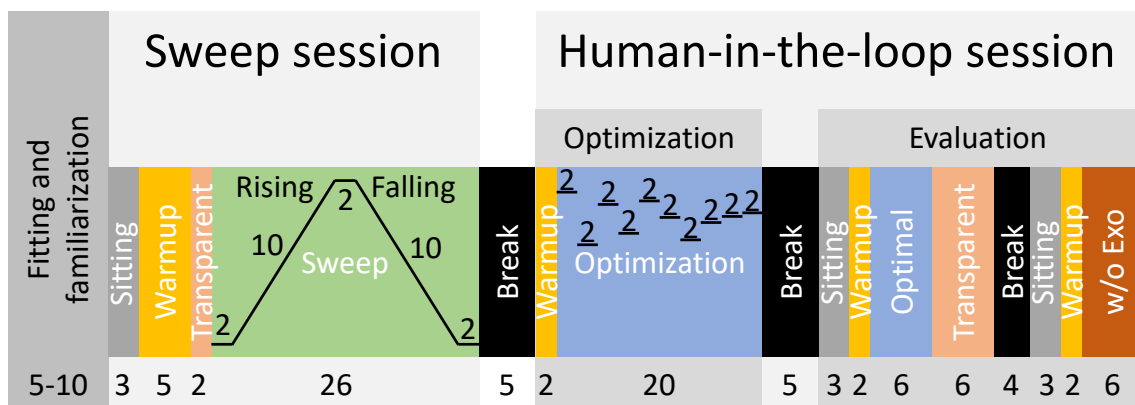 Sweep session
Human-in-the-loop session
Fitting and
familiarization
Optimization
Evaluation
Sitting
Warmup
Transparent
Rising
Falling
2
10
10
Sweep
2
2
Break
Warmup
2
2
2
2
2
2
2
2
2
2
Optimization
Break
Sitting
Warmup
Optimal
Transparent
Break
Sitting
Warmup
w/o Exo
5-10
3
5
2
26
5
2
20
5
3
2
6
6
4
3
2
6